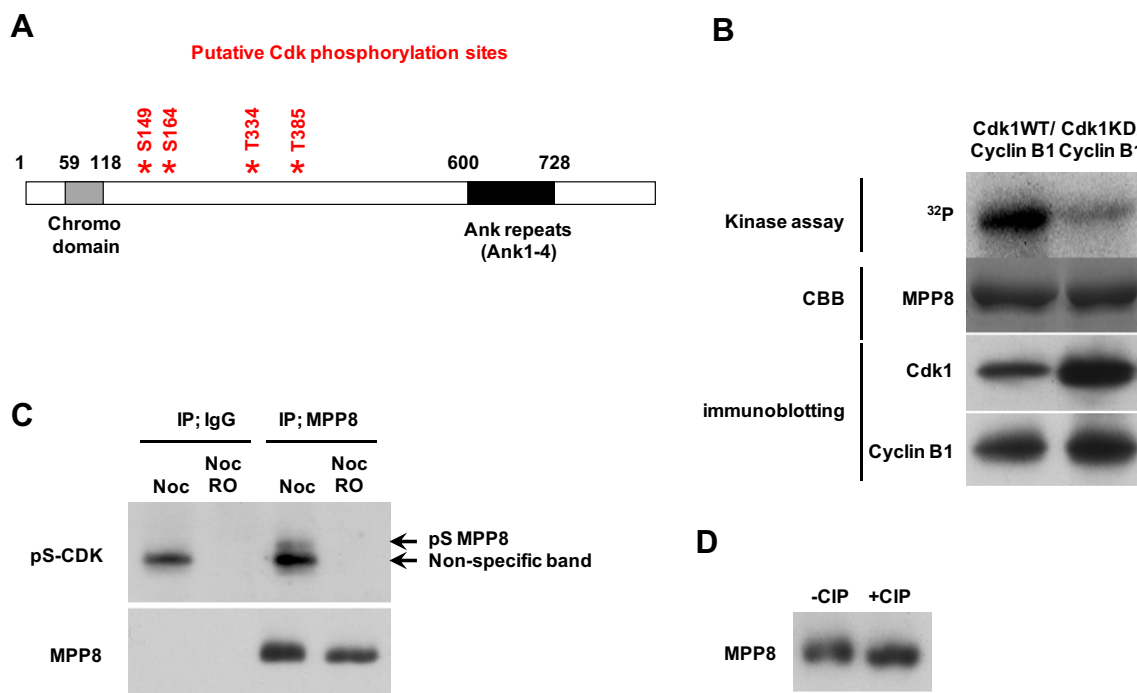 A
Putative Cdk phosphorylation sites
* S149
* S164
* T334
* T385
1 59 118 600 728
Chromo
domain
Ank repeats
(Ank1-4)
B
Cdk1WT/ Cdk1KD
Cyclin B1 Cyclin B1
Kinase assay
32P
CBB
MPP8
immunoblotting
Cdk1
Cyclin B1
C
IP; IgG IP; MPP8
Noc Noc RO Noc Noc RO
pS-CDK
pS MPP8
Non-specific band
MPP8
D
-CIP +CIP
MPP8